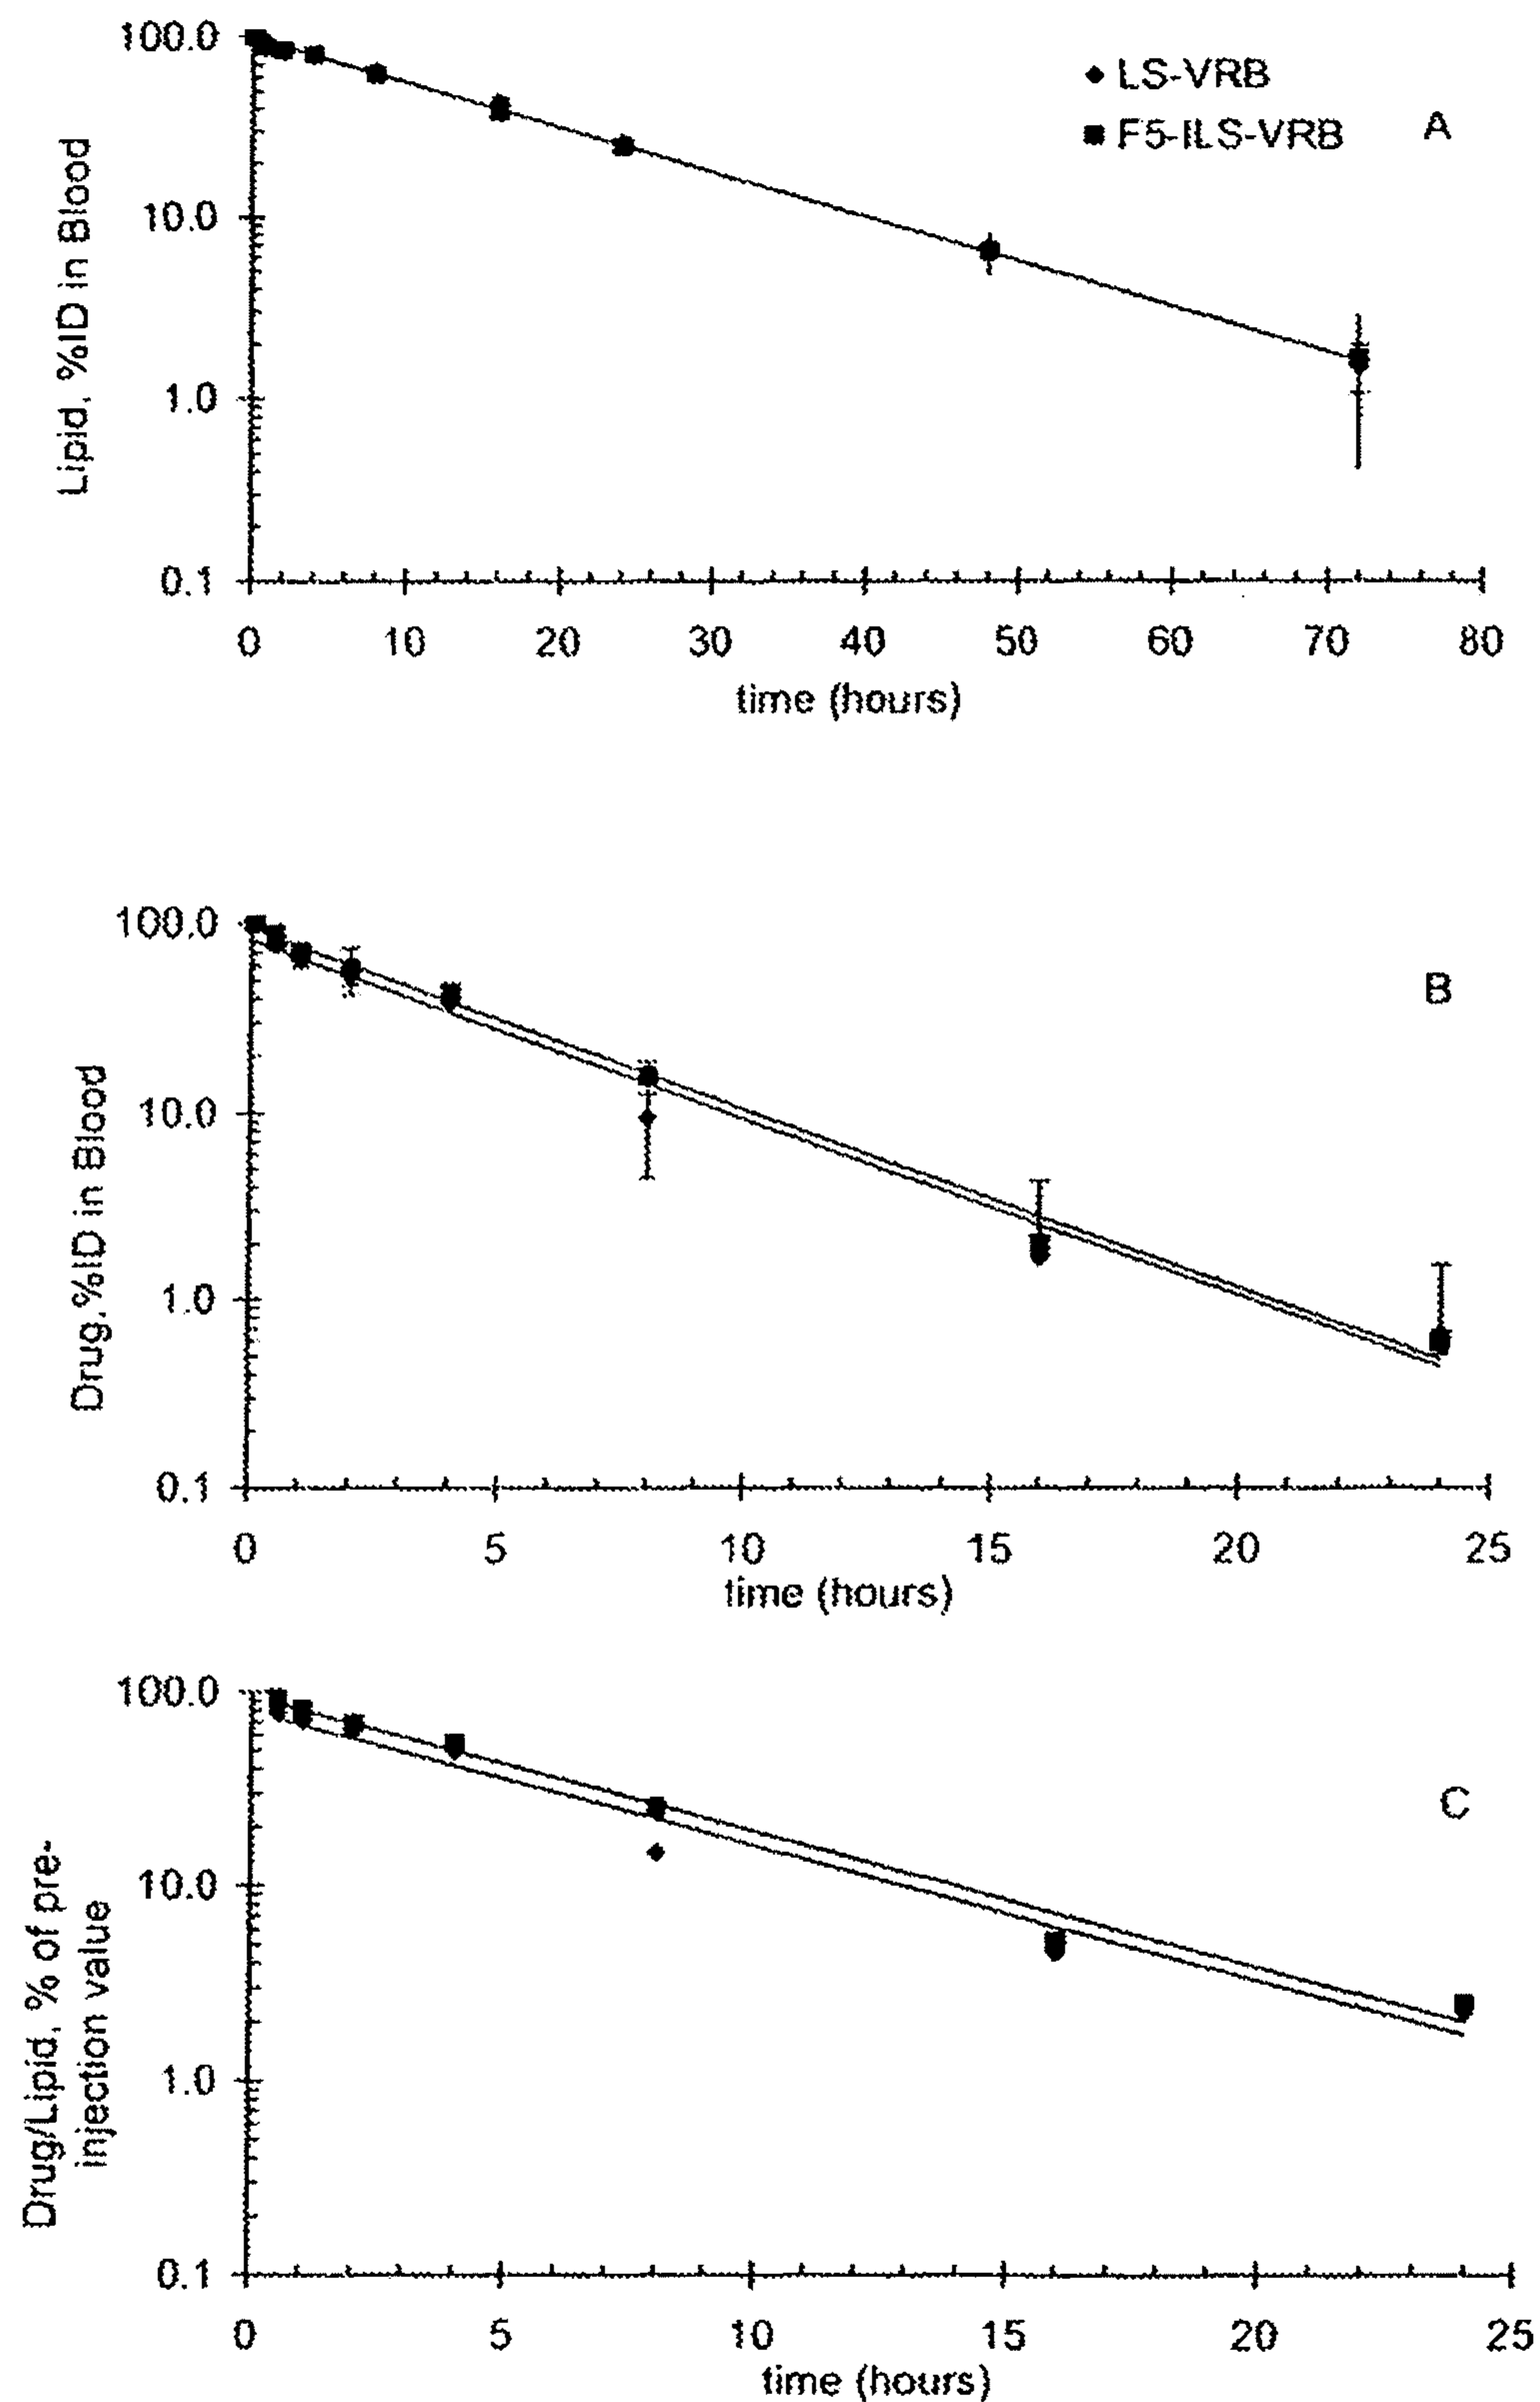 100.0
◆ LS-VRB
■ F5-ILS-VRB
A
10.0
1.0
0.1
Lipid, %ID in Blood
0 10 20 30 40 50 60 70 80
time (hours)
100.0
B
10.0
1.0
0.1
Drug,%ID in Blood
0 5 10 15 20 25
time (hours)
100.0
C
10.0
1.0
0.1
Drug/Lipid, % of pre-
injection value
0 5 10 15 20 25
time (hours)